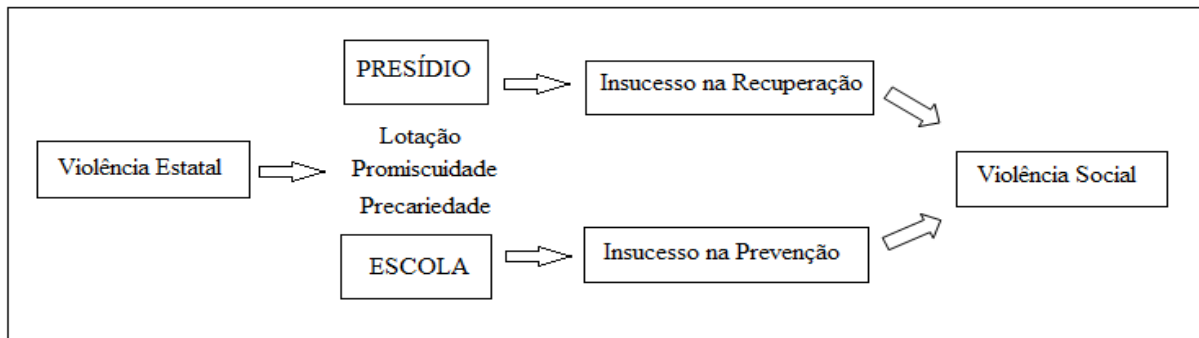 PRESÍDIO
Insucesso na Recuperação
Lotação
Violência Estatal
Promiscuidade
Violência Social
Precariedade
ESCOLA
Insucesso na Prevenção